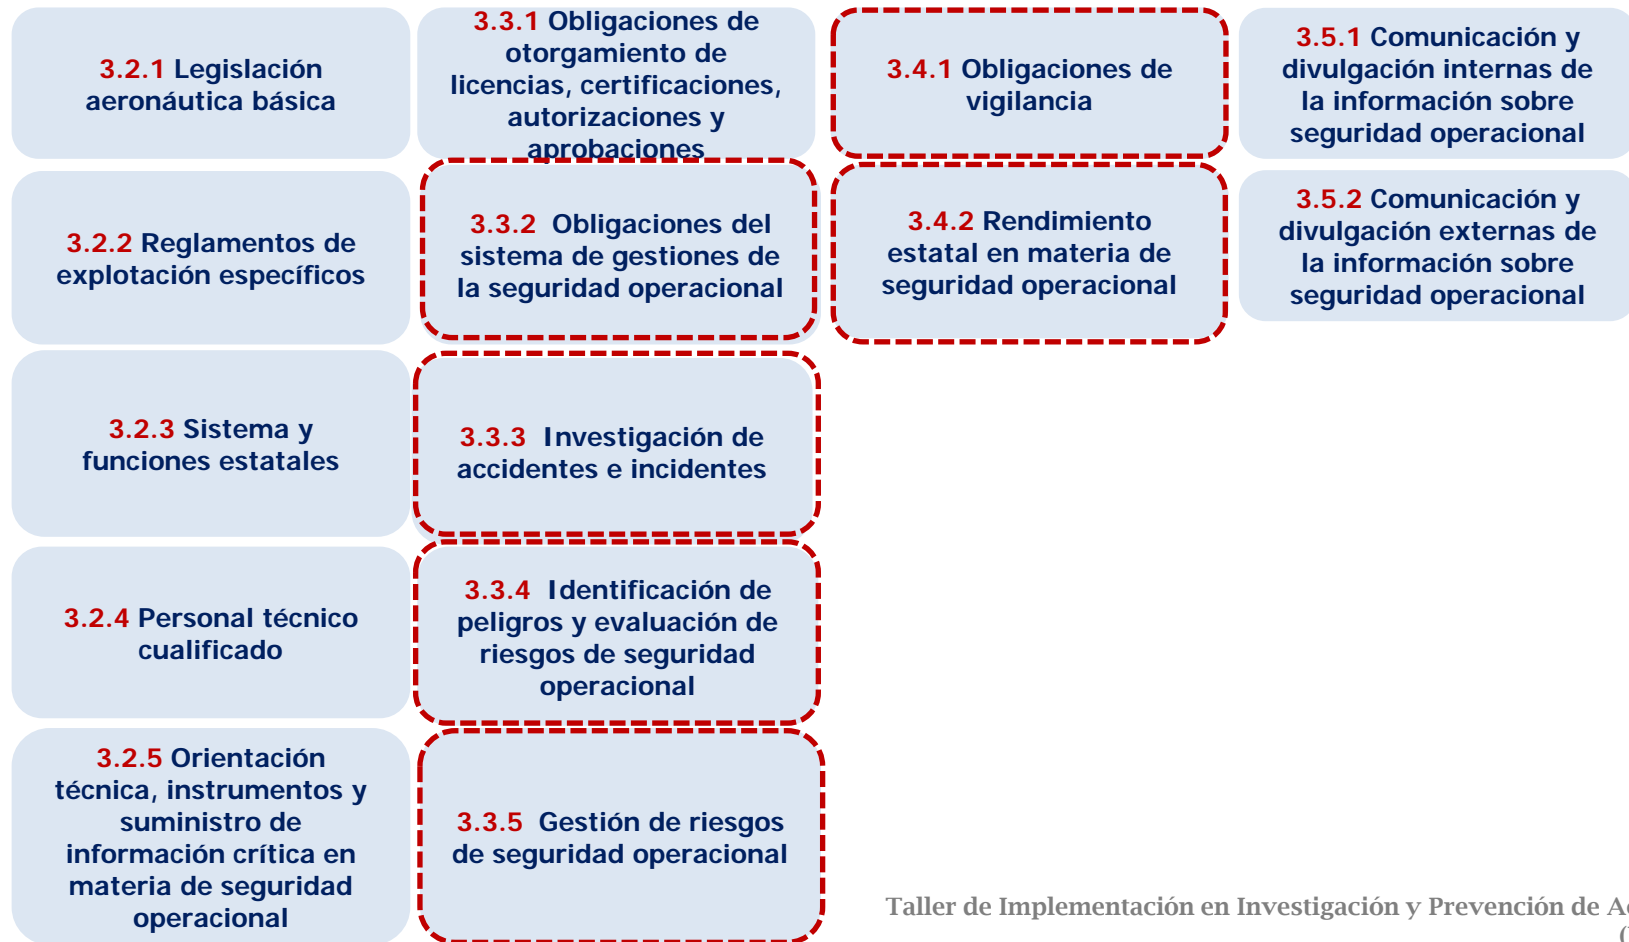 3.2.1 Legislación
aeronáutica básica
3.2.2 Reglamentos de
explotación específicos
3.2.3 Sistema y
funciones estatales
3.2.4 Personal técnico
cualificado
3.2.5 Orientación
técnica, instrumentos y
suministro de
información crítica en
materia de seguridad
operacional
3.3.1 Obligaciones de
otorgamiento de
licencias, certificaciones,
autorizaciones y
aprobaciones
3.3.2 Obligaciones del
sistema de gestiones de
la seguridad operacional
3.3.3 Investigación de
accidentes e incidentes
3.3.4 Identificación de
peligros y evaluación de
riesgos de seguridad
operacional
3.3.5 Gestión de riesgos
de seguridad operacional
3.4.1 Obligaciones de
vigilancia
3.4.2 Rendimiento
estatal en materia de
seguridad operacional
3.5.1 Comunicación y
divulgación internas de
la información sobre
seguridad operacional
3.5.2 Comunicación y
divulgación externas de
la información sobre
seguridad operacional
Taller de Implementación en Investigación y Prevención de